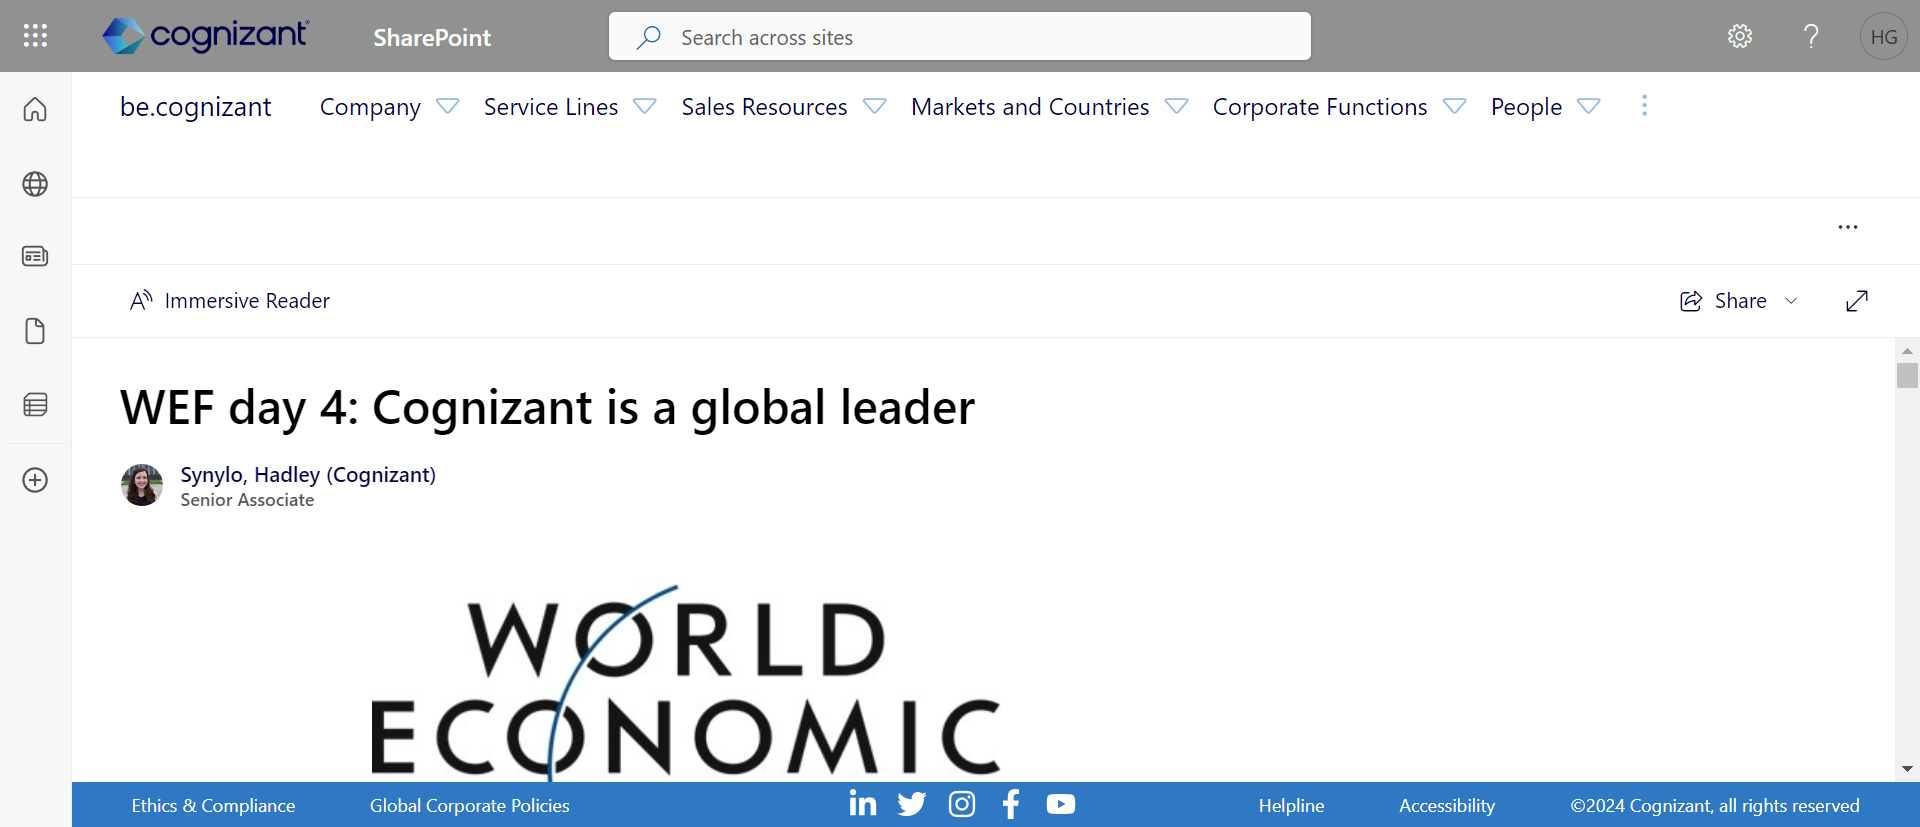 cognizant
SharePoint
Search across sites
HG
be.cognizant
Company
Service Lines
Sales Resources
Markets and Countries
Corporate Functions
People
Immersive Reader
Share
WEF day 4: Cognizant is a global leader
Synylo, Hadley (Cognizant)
Senior Associate
WORLD
ECONOMIC
Ethics & Compliance
Global Corporate Policies
Helpline
Accessibility
©2024 Cognizant, all rights reserved